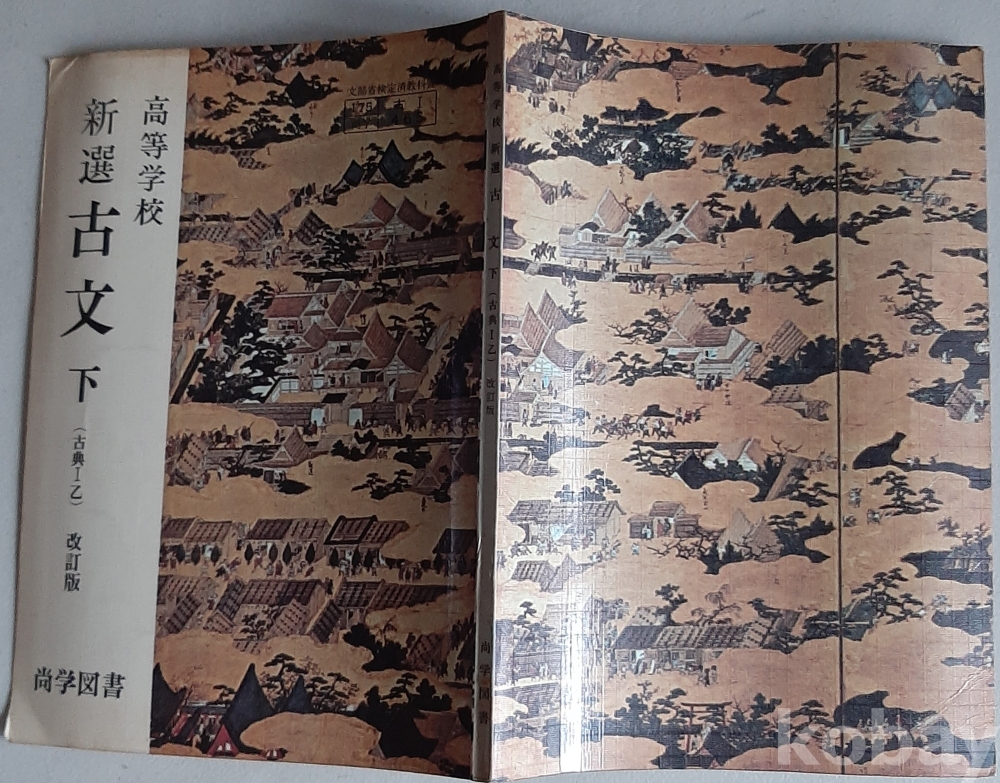 高等学校
新選古文下
(古典Ⅰ乙) 改訂版
尚学図書
文部省検定済教科書
高等学校 新選古文下(古典Ⅰ乙) 改訂版
尚学図書
kobay